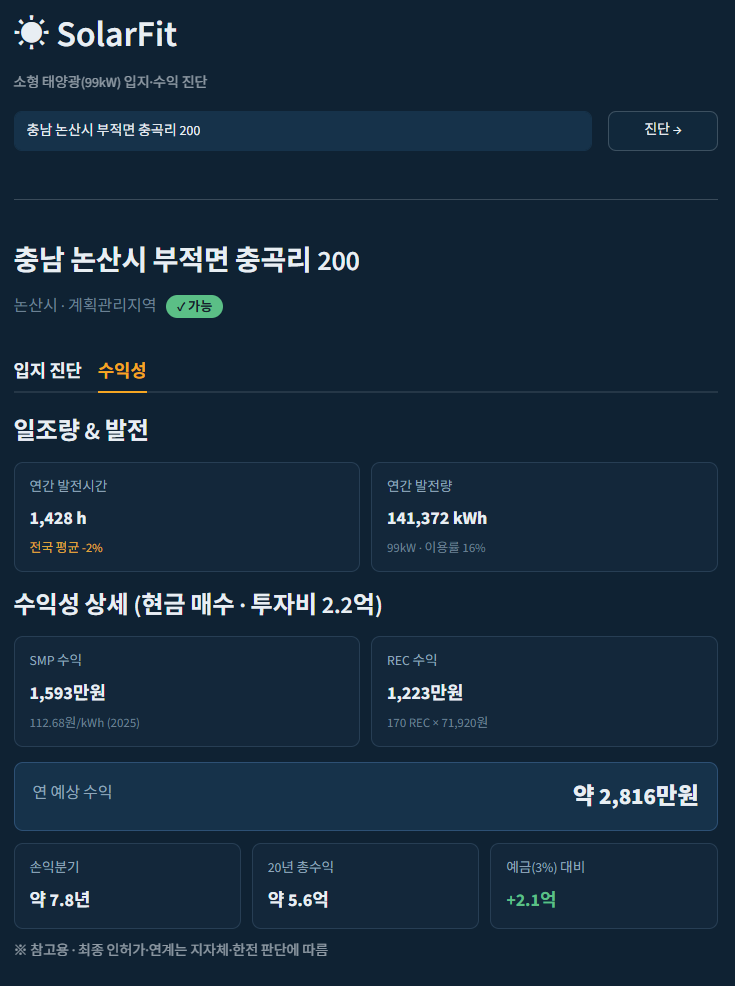 SolarFit
소형 태양광(99kW) 입지·수익 진단
충남 논산시 부적면 충곡리 200
진단 →
충남 논산시 부적면 충곡리 200
논산시 · 계획관리지역 ✓ 가능
입지 진단 수익성
일조량 & 발전
연간 발전시간
1,428 h
전국 평균 -2%
연간 발전량
141,372 kWh
99kW · 이용률 16%
수익성 상세 (현금 매수 · 투자비 2.2억)
SMP 수익
1,593만원
112.68원/kWh (2025)
REC 수익
1,223만원
170 REC × 71,920원
연 예상 수익
약 2,816만원
손익분기
약 7.8년
20년 총수익
약 5.6억
예금(3%) 대비
+2.1억
※ 참고용 · 최종 인허가·연계는 지자체·한전 판단에 따름